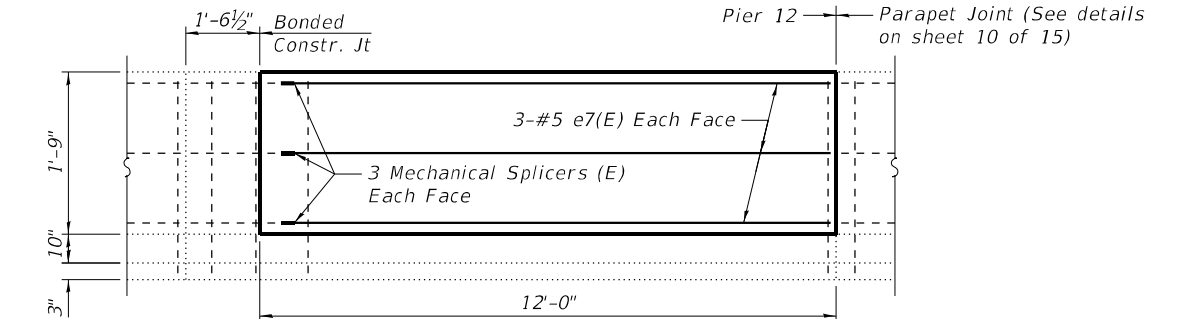 1'-6½"
Bonded
Constr. Jt
Pier 12
Parapet Joint (See details
on sheet 10 of 15)
3-#5 e7(E) Each Face
1'-9"
3 Mechanical Splicers (E)
Each Face
10"
3"
12'-0"